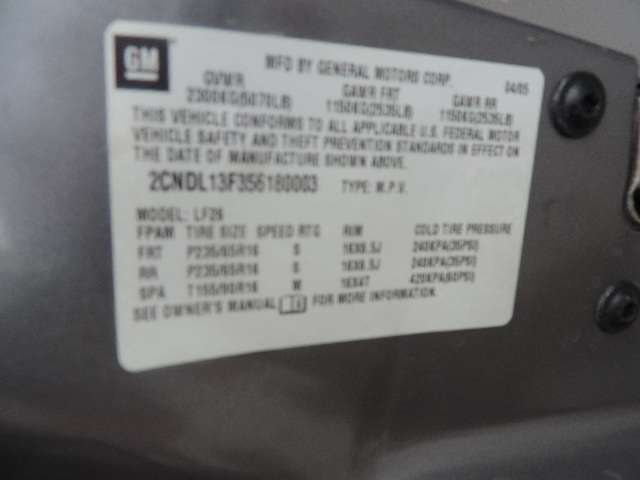 GM
MFD BY GENERAL MOTORS CORP. 04/05
GVWR GAWR FRT GAWR RR
2300KG(5070LB) 1150KG(2535LB) 1150KG(2535LB)
THIS VEHICLE CONFORMS TO ALL APPLICABLE U.S. FEDERAL MOTOR
VEHICLE SAFETY AND THEFT PREVENTION STANDARDS IN EFFECT ON
THE DATE OF MANUFACTURE SHOWN ABOVE.
2CNDL13F356180003 TYPE: M.P.V.
MODEL: LF26
FPAW TIRE SIZE SPEED RTG RIM COLD TIRE PRESSURE
FRT P235/65R16 S 16X6.5J 240KPA(35PSI)
RR P235/65R16 S 16X6.5J 240KPA(35PSI)
SPA T155/90R16 M 16X4T 420KPA(60PSI)
SEE OWNER'S MANUAL FOR MORE INFORMATION.